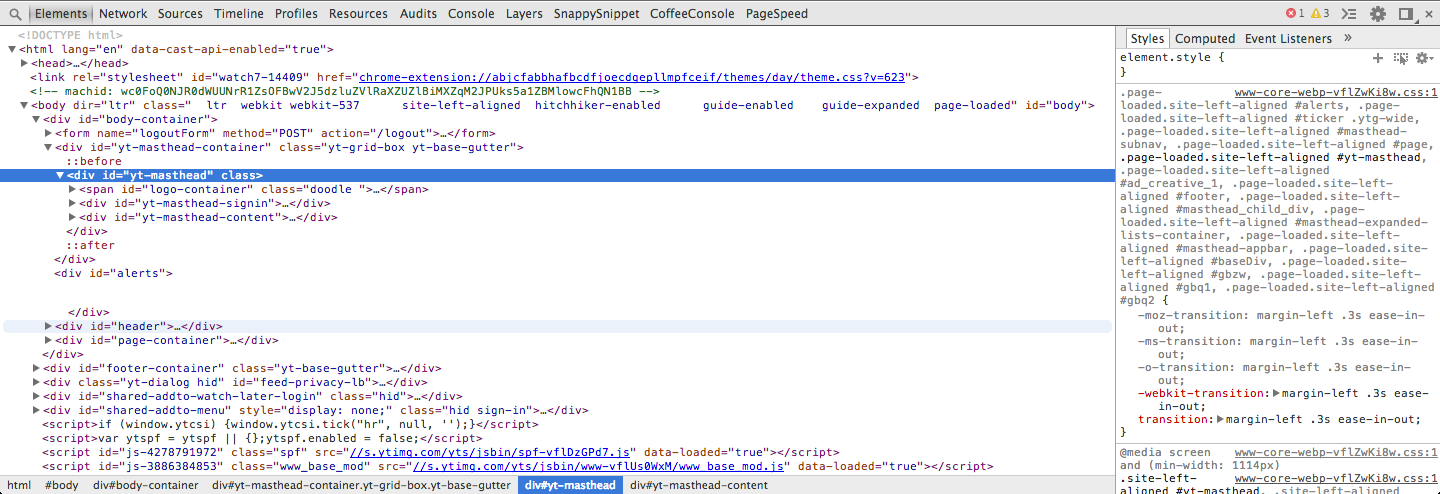 Elements Network Sources Timeline Profiles Resources Audits Console Layers SnappySnippet CoffeeConsole PageSpeed 1 3
<!DOCTYPE html>
<html lang="en" data-cast-api-enabled="true">
<head>…</head>
<link rel="stylesheet" id="watch7-14409" href="chrome-extension://abjcfabbhafbcdfjoecdgepllmpfceif/themes/day/theme.css?v=623">
<!-- machid: wc0FoQ0NJR0dWUUNrR1ZsOFBwV2J5dzluZVlRaXZUZlBiMXZqM2JPUks5a1ZBMlowcFhQN1BB -->
<body dir="ltr" class="  ltr  webkit webkit-537     site-left-aligned  hitchhiker-enabled     guide-enabled   guide-expanded  page-loaded" id="body">
<div id="body-container">
<form name="logoutForm" method="POST" action="/logout">…</form>
<div id="yt-masthead-container" class="yt-grid-box yt-base-gutter">
::before
<div id="yt-masthead" class>
<span id="logo-container" class="doodle ">…</span>
<div id="yt-masthead-signin">…</div>
<div id="yt-masthead-content">…</div>
</div>
::after
</div>
<div id="alerts">
</div>
<div id="header">…</div>
<div id="page-container">…</div>
</div>
<div id="footer-container" class="yt-base-gutter">…</div>
<div class="yt-dialog hid" id="feed-privacy-lb">…</div>
<div id="shared-addto-watch-later-login" class="hid">…</div>
<div id="shared-addto-menu" style="display: none;" class="hid sign-in">…</div>
<script>if (window.ytcsi) {window.ytcsi.tick("hr", null, '');}</script>
<script>var ytspf = ytspf || {};ytspf.enabled = false;</script>
<script id="js-4278791972" class="spf" src="//s.ytimg.com/yts/jsbin/spf-vflDzGPd7.js" data-loaded="true"></script>
<script id="js-3886384853" class="www_base_mod" src="//s.ytimg.com/yts/jsbin/www-vflUs0WxM/www_base_mod.js" data-loaded="true"></script>
html #body div#body-container div#yt-masthead-container.yt-grid-box.yt-base-gutter div#yt-masthead div#yt-masthead-content
Styles Computed Event Listeners »
element.style {
}
.page- www-core-webp-vflZwKi8w.css:1
loaded.site-left-aligned #alerts, .page-
loaded.site-left-aligned #ticker .ytg-wide,
.page-loaded.site-left-aligned #masthead-
subnav, .page-loaded.site-left-aligned #page,
.page-loaded.site-left-aligned #yt-masthead,
.page-loaded.site-left-aligned
#ad_creative_1, .page-loaded.site-left-
aligned #footer, .page-loaded.site-left-
aligned #masthead_child_div, .page-
loaded.site-left-aligned #masthead-expanded-
lists-container, .page-loaded.site-left-
aligned #masthead-appbar, .page-loaded.site-
left-aligned #baseDiv, .page-loaded.site-
left-aligned #gbzw, .page-loaded.site-left-
aligned #gbq1, .page-loaded.site-left-aligned
#gbq2 {
-moz-transition: margin-left .3s ease-in-
out;
-ms-transition: margin-left .3s ease-in-
out;
-o-transition: margin-left .3s ease-in-
out;
-webkit-transition: margin-left .3s ease-
in-out;
transition: margin-left .3s ease-in-out;
}
@media screen www-core-webp-vflZwKi8w.css:1
and (min-width: 1114px)
.site-left- www-core-webp-vflZwKi8w.css:1
aligned #yt-masthead, .site-left-aligned